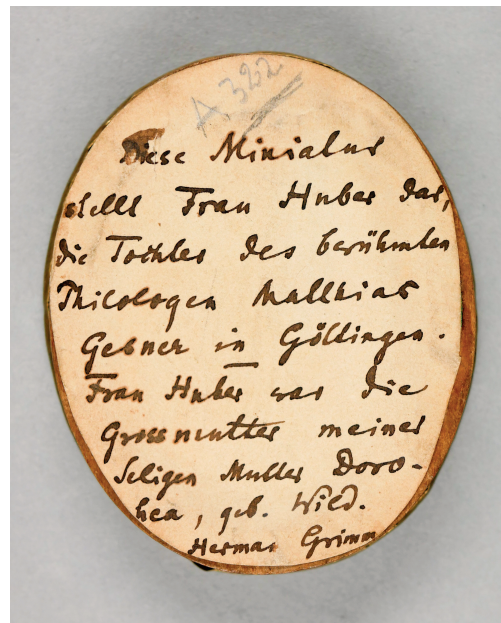 A 322
Diese Miniatur
stellt Frau Huber dar,
die Tochter des berühmten
Philologen Matthias
Gesner in Göttingen.
Frau Huber war die
Grossmutter meiner
seligen Mutter Doro-
thea, geb. Wild.
Herman Grimm